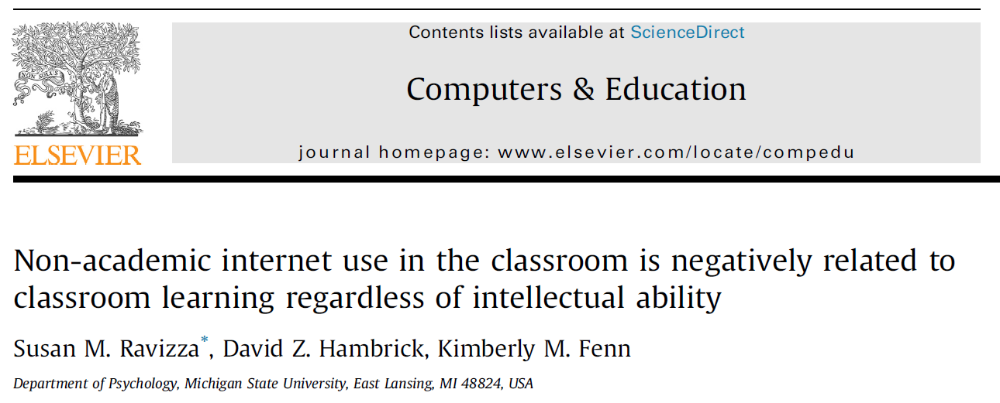 NON SOLUS
ELSEVIER
Contents lists available at ScienceDirect
Computers & Education
journal homepage: www.elsevier.com/locate/compedu
Non-academic internet use in the classroom is negatively related to
classroom learning regardless of intellectual ability
Susan M. Ravizza*, David Z. Hambrick, Kimberly M. Fenn
Department of Psychology, Michigan State University, East Lansing, MI 48824, USA